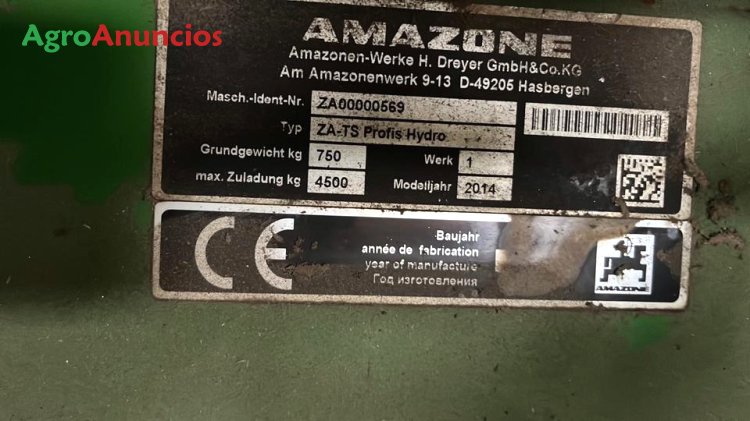 AgroAnuncios
AMAZONE
Amazonen-Werke H. Dreyer GmbH&Co.KG
Am Amazonenwerk 9-13 D-49205 Hasbergen
Masch.-Ident-Nr. ZA00000569
Typ ZA-TS Profis Hydro
Grundgewicht kg 750 Werk 1
max. Zuladung kg 4500 Modelljahr 2014
CE
Baujahr
année de fabrication
year of manufacture
Год изготовления
AMAZONE